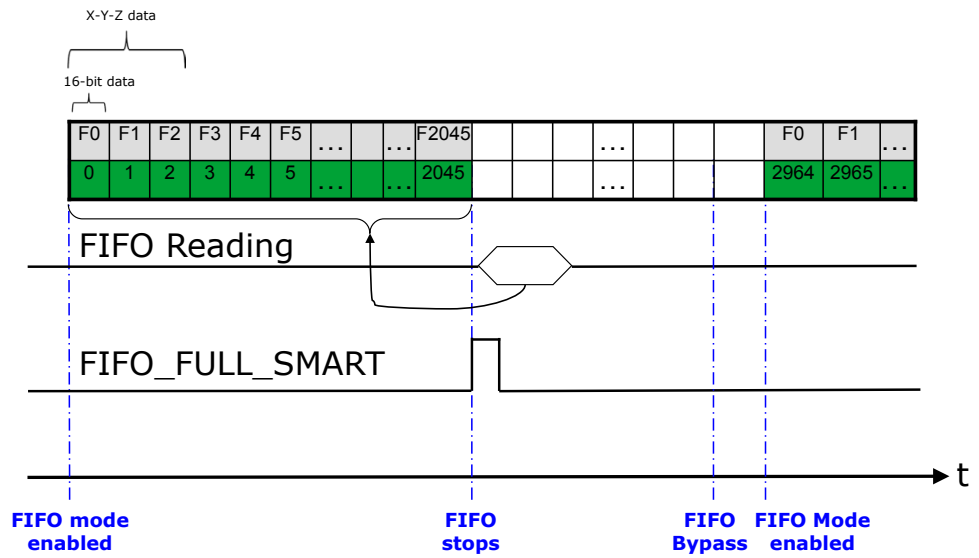 X-Y-Z data
16-bit data
F0 F1 F2 F3 F4 F5 ... ... F2045 ... F0 F1 ...
0 1 2 3 4 5 ... ... 2045 ... 2964 2965 ...
FIFO Reading
FIFO_FULL_SMART
t
FIFO mode enabled
FIFO stops
FIFO Bypass
FIFO Mode enabled